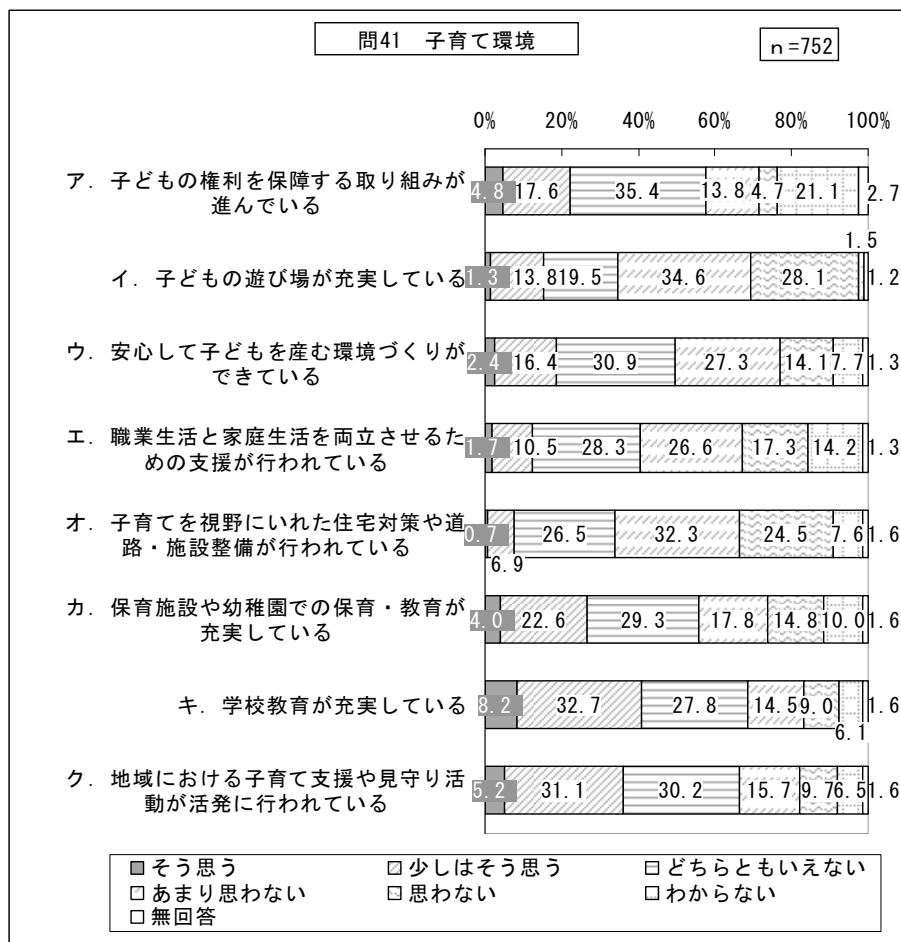 問41 子育て環境
ｎ=752
0% 20% 40% 60% 80% 100%
ア. 子どもの権利を保障する取り組みが
進んでいる
4.8 17.6 35.4 13.8 4.7 21.1 2.7
イ. 子どもの遊び場が充実している
1.3 13.8 19.5 34.6 28.1 1.5 1.2
ウ. 安心して子どもを産む環境づくりが
できている
2.4 16.4 30.9 27.3 14.1 7.7 1.3
エ. 職業生活と家庭生活を両立させるた
めの支援が行われている
1.7 10.5 28.3 26.6 17.3 14.2 1.3
オ. 子育てを視野にいれた住宅対策や道
路・施設整備が行われている
0.7 6.9 26.5 32.3 24.5 7.6 1.6
カ. 保育施設や幼稚園での保育・教育が
充実している
4.0 22.6 29.3 17.8 14.8 10.0 1.6
キ. 学校教育が充実している
8.2 32.7 27.8 14.5 9.0 6.1 1.6
ク. 地域における子育て支援や見守り活
動が活発に行われている
5.2 31.1 30.2 15.7 9.7 6.5 1.6
そう思う 少しはそう思う どちらともいえない
あまり思わない 思わない わからない
無回答